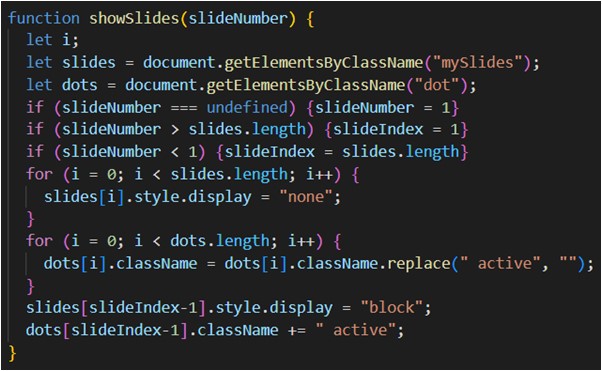 function showSlides(slideNumber) {
let i;
let slides = document.getElementsByClassName("mySlides");
let dots = document.getElementsByClassName("dot");
if (slideNumber === undefined) {slideNumber = 1}
if (slideNumber > slides.length) {slideIndex = 1}
if (slideNumber < 1) {slideIndex = slides.length}
for (i = 0; i < slides.length; i++) {
slides[i].style.display = "none";
}
for (i = 0; i < dots.length; i++) {
dots[i].className = dots[i].className.replace(" active", "");
}
slides[slideIndex-1].style.display = "block";
dots[slideIndex-1].className += " active";
}